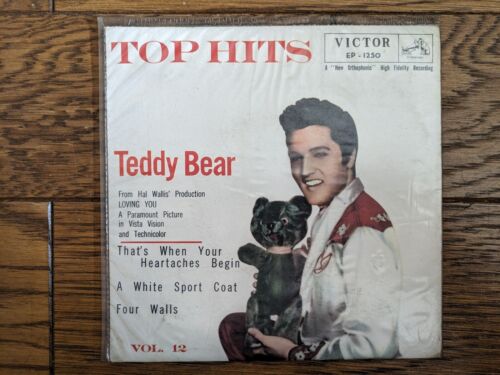 TOP HITS
VICTOR
EP - 1250
A "New Orthophonic" High Fidelity Recording
Teddy Bear
From Hal Wallis' Production
LOVING YOU
A Paramount Picture
in Vista Vision
and Technicolor
That's When Your
Heartaches Begin
A White Sport Coat
Four Walls
VOL. 12